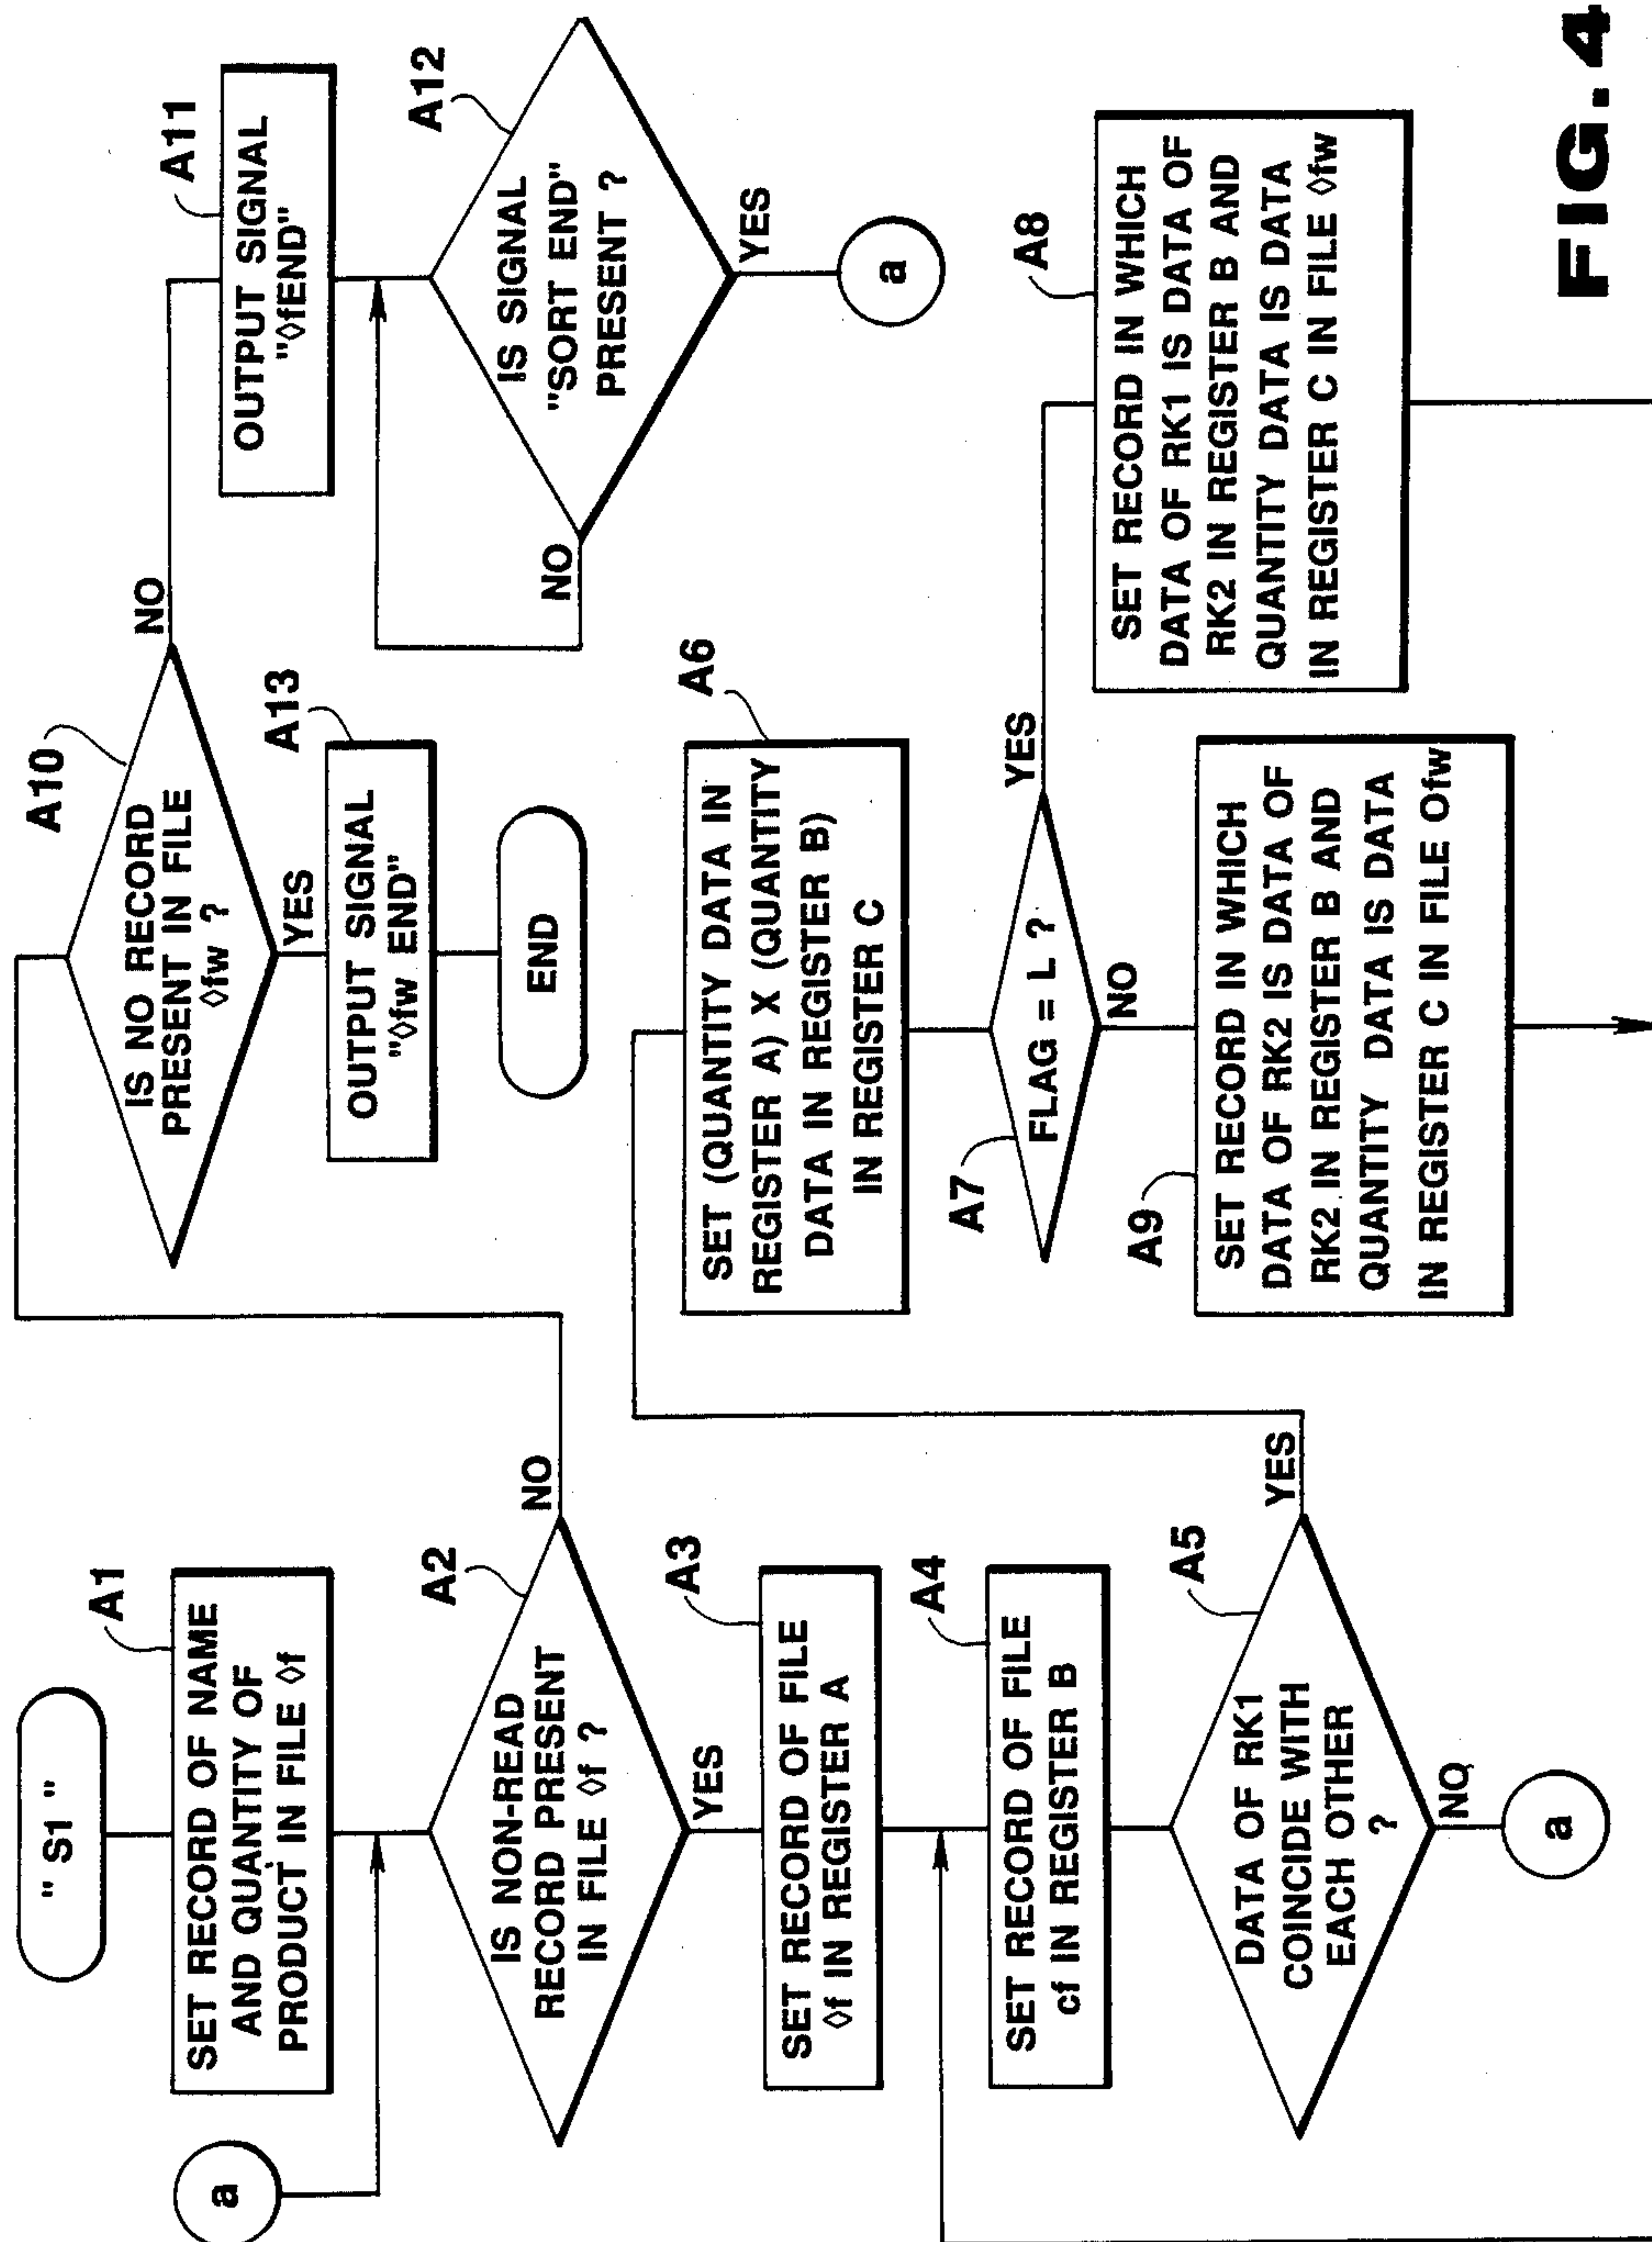 " S1 "
A1
SET RECORD OF NAME
AND QUANTITY OF
PRODUCT IN FILE ◊f
a
A2
IS NON-READ
RECORD PRESENT
IN FILE ◊f ?
NO
YES
A3
SET RECORD OF FILE
◊f IN REGISTER A
A4
SET RECORD OF FILE
cf IN REGISTER B
A5
DATA OF RK1
COINCIDE WITH
EACH OTHER
?
YES
NO
a
A10
IS NO RECORD
PRESENT IN FILE
◊fw ?
NO
YES
A13
OUTPUT SIGNAL
"◊fw END"
END
A11
OUTPUT SIGNAL
"◊fEND"
A12
IS SIGNAL
"SORT END"
PRESENT ?
NO
YES
a
A6
SET (QUANTITY DATA IN
REGISTER A) X (QUANTITY
DATA IN REGISTER B)
IN REGISTER C
A7
FLAG = L ?
YES
NO
A8
SET RECORD IN WHICH
DATA OF RK1 IS DATA OF
RK2 IN REGISTER B AND
QUANTITY DATA IS DATA
IN REGISTER C IN FILE ◊fw
A9
SET RECORD IN WHICH
DATA OF RK2 IS DATA OF
RK2 IN REGISTER B AND
QUANTITY DATA IS DATA
IN REGISTER C IN FILE Ofw
FIG. 4